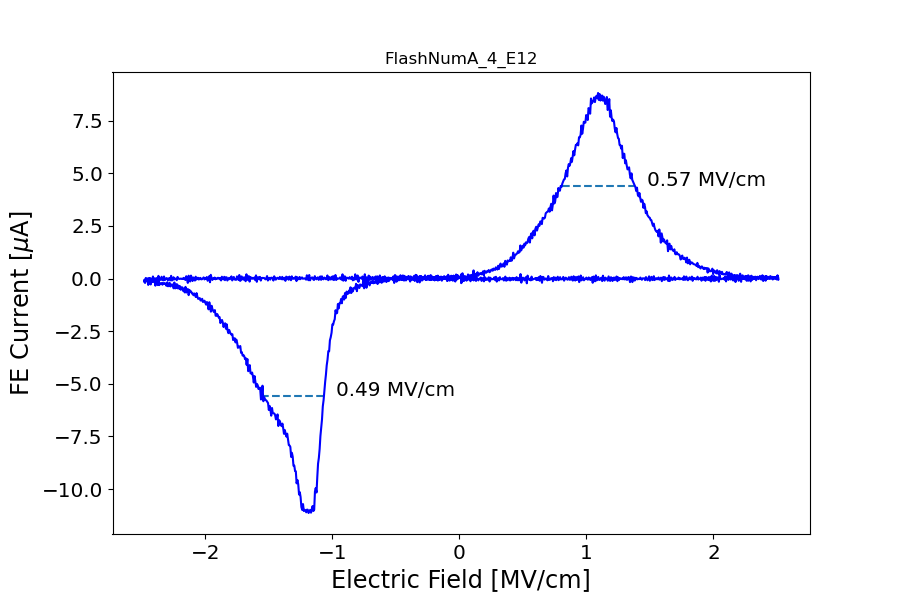 FlashNumA_4_E12
7.5
5.0
2.5
0.0
−2.5
−5.0
−7.5
−10.0
FE Current [μA]
0.57 MV/cm
0.49 MV/cm
−2 −1 0 1 2
Electric Field [MV/cm]